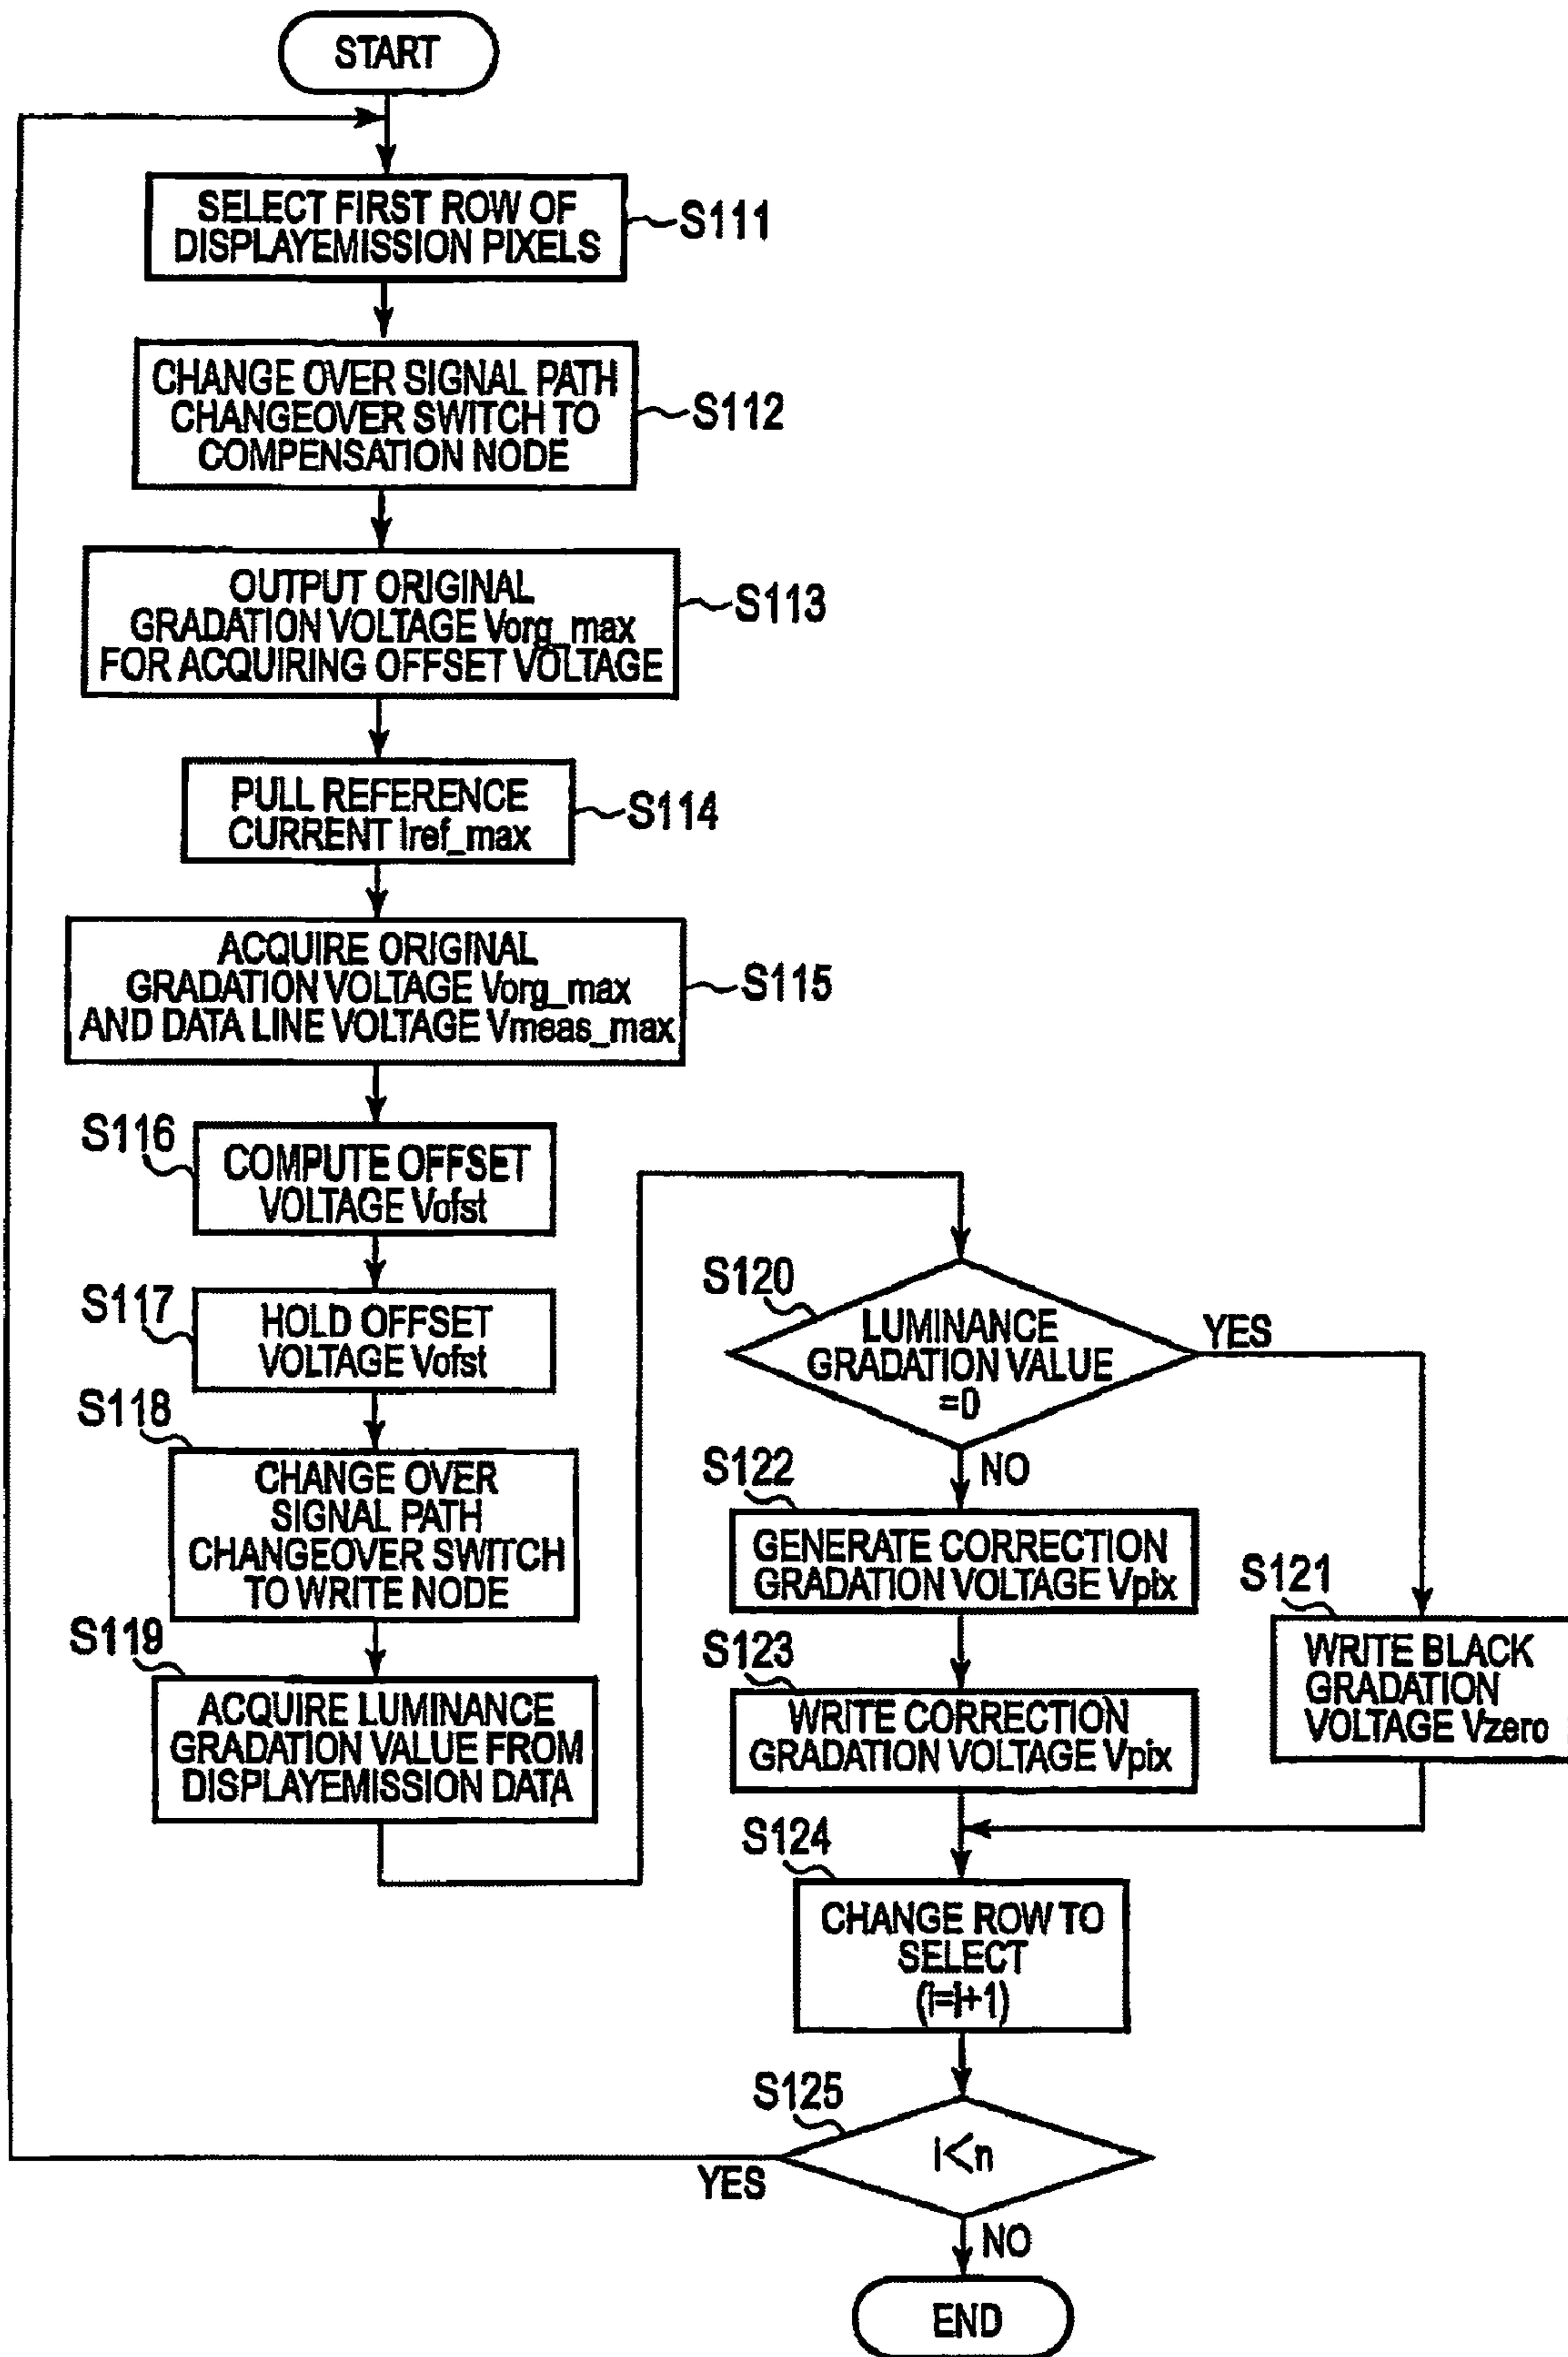 START
SELECT FIRST ROW OF
DISPLAYEMISSION PIXELS
S111
CHANGE OVER SIGNAL PATH
CHANGEOVER SWITCH TO
COMPENSATION NODE
S112
OUTPUT ORIGINAL
GRADATION VOLTAGE Vorg_max
FOR ACQUIRING OFFSET VOLTAGE
S113
PULL REFERENCE
CURRENT Iref_max
S114
ACQUIRE ORIGINAL
GRADATION VOLTAGE Vorg_max
AND DATA LINE VOLTAGE Vmeas_max
S115
S116
COMPUTE OFFSET
VOLTAGE Vofst
S117
HOLD OFFSET
VOLTAGE Vofst
S118
CHANGE OVER
SIGNAL PATH
CHANGEOVER SWITCH
TO WRITE NODE
S119
ACQUIRE LUMINANCE
GRADATION VALUE FROM
DISPLAYEMISSION DATA
S120
LUMINANCE
GRADATION VALUE
=0
YES
NO
S121
WRITE BLACK
GRADATION
VOLTAGE Vzero
S122
GENERATE CORRECTION
GRADATION VOLTAGE Vpix
S123
WRITE CORRECTION
GRADATION VOLTAGE Vpix
S124
CHANGE ROW TO
SELECT
(i=i+1)
S125
i<n
YES
NO
END